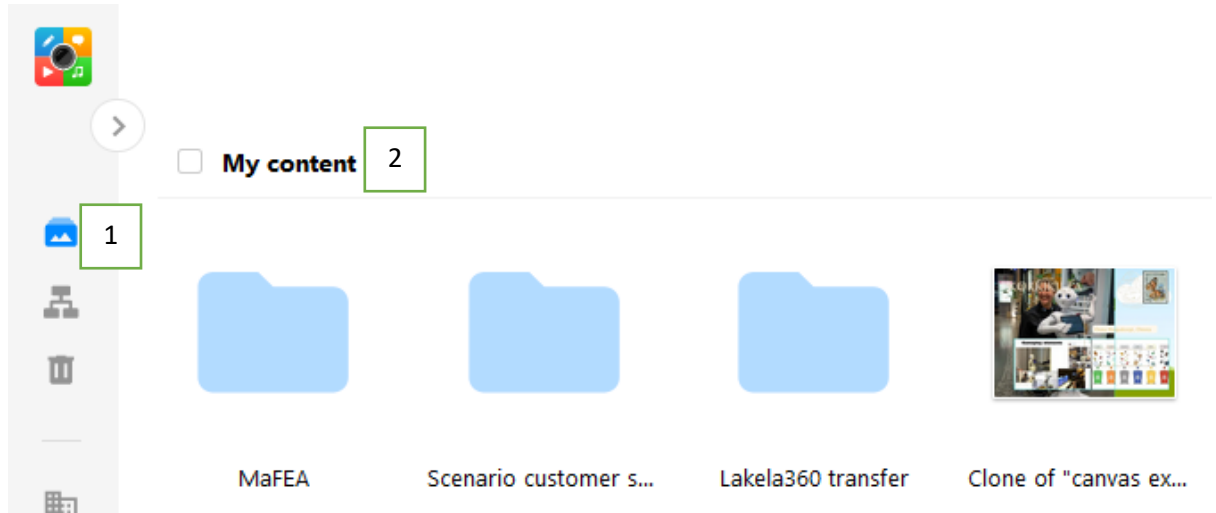 My content
2
1
MaFEA
Scenario customer s...
Lakela360 transfer
Clone of "canvas ex...